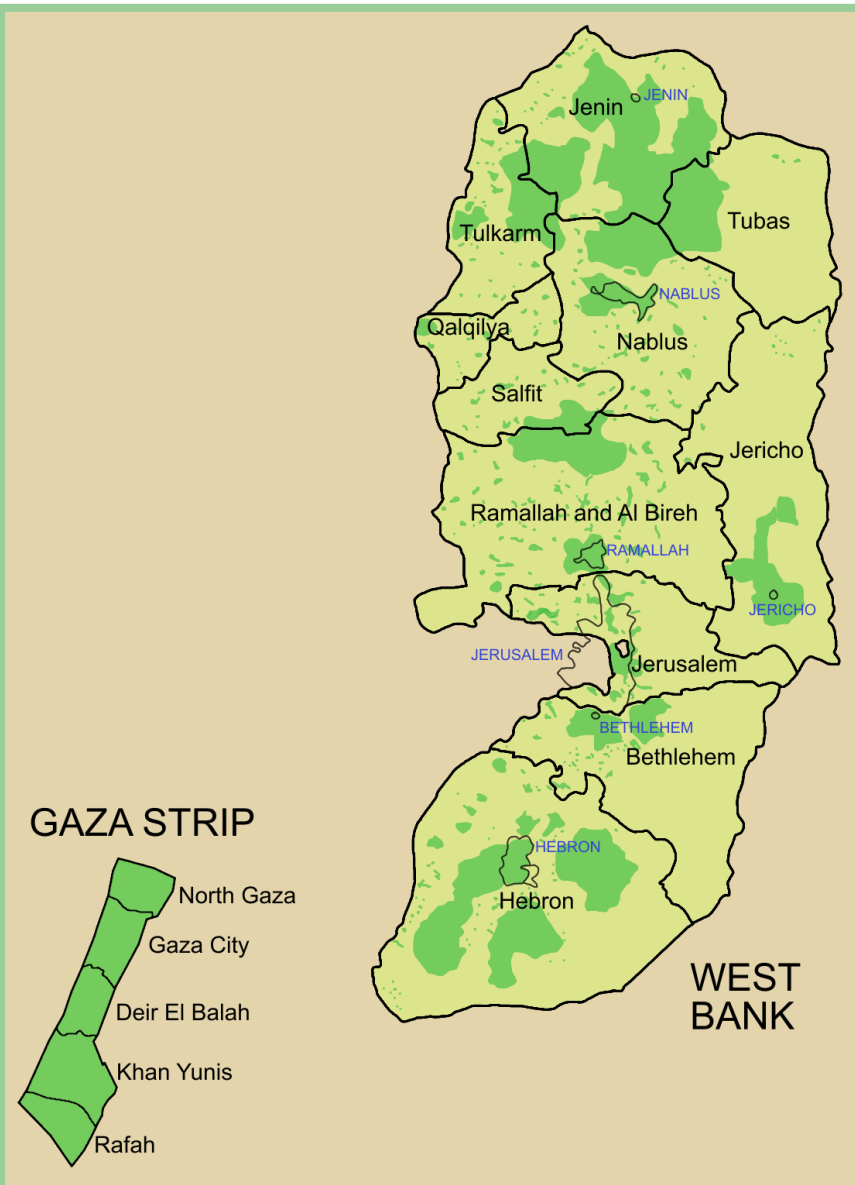 Jenin
JENIN
Tubas
Tulkarm
NABLUS
Qalqilya
Nablus
Salfit
Jericho
Ramallah and Al Bireh
RAMALLAH
JERICHO
JERUSALEM
Jerusalem
BETHLEHEM
Bethlehem
GAZA STRIP
HEBRON
Hebron
North Gaza
Gaza City
WEST
BANK
Deir El Balah
Khan Yunis
Rafah